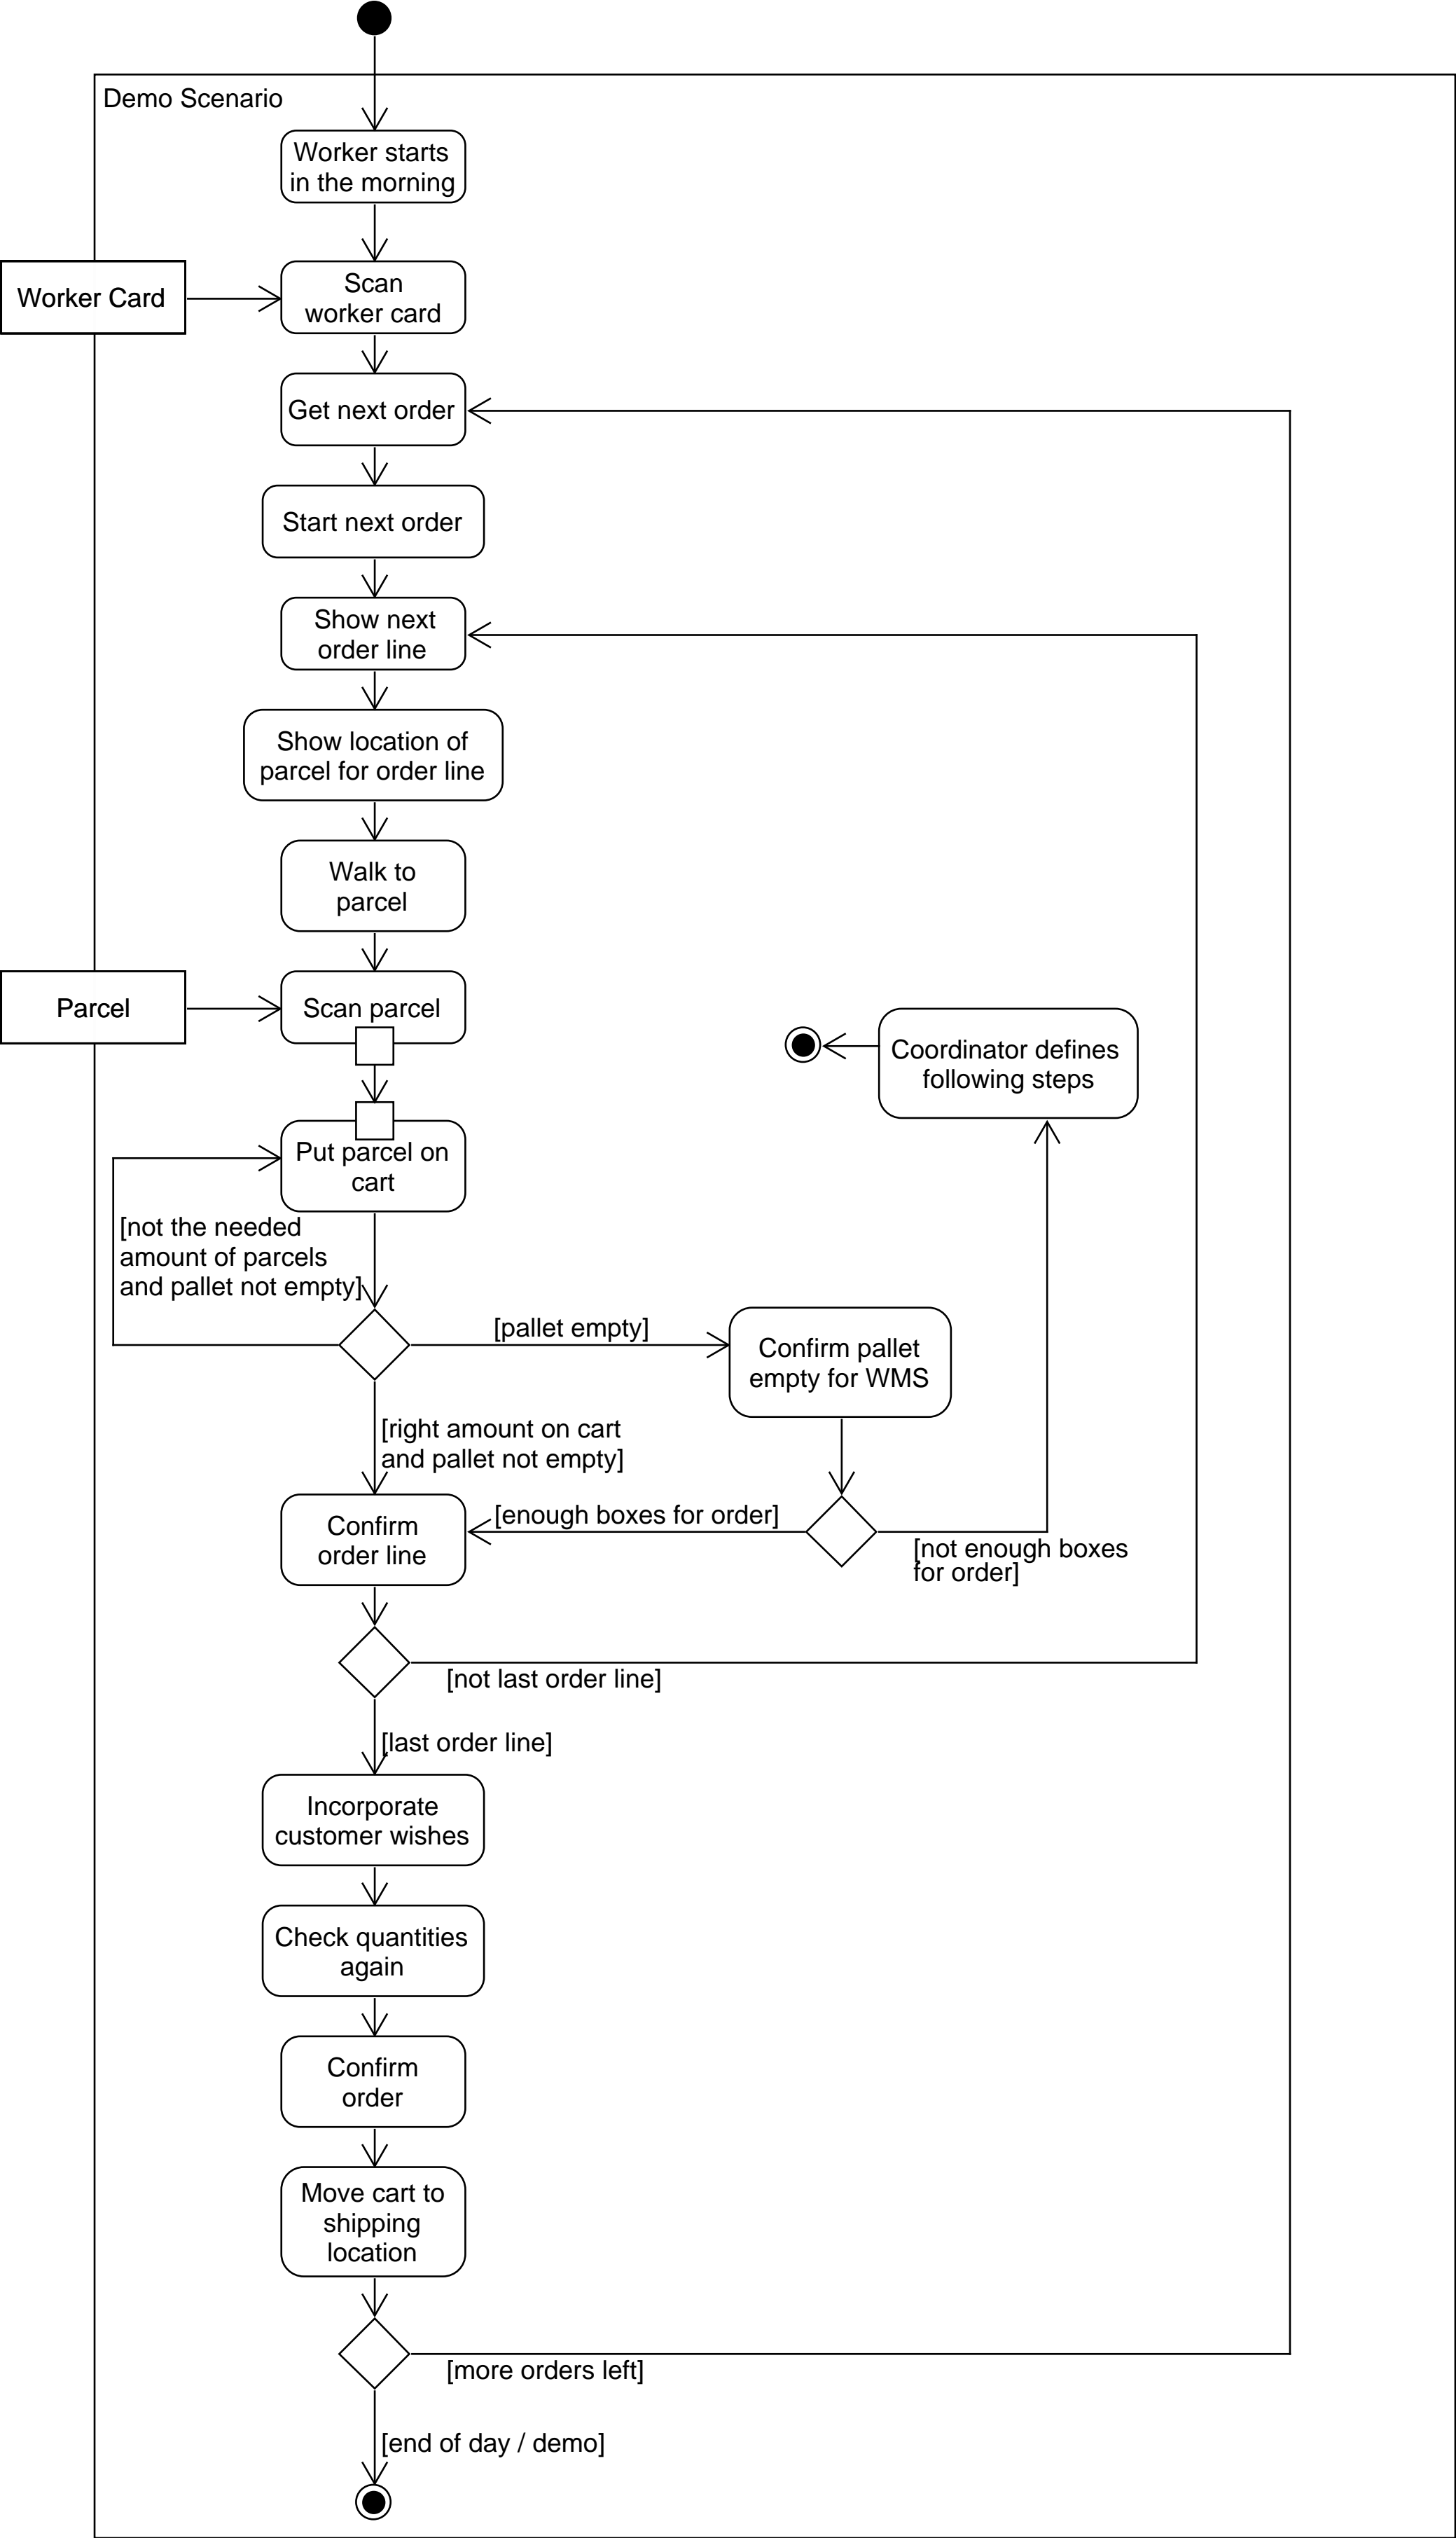 Demo Scenario
Worker starts
in the morning
Worker Card
Scan
worker card
Get next order
Start next order
Show next
order line
Show location of
parcel for order line
Walk to
parcel
Parcel
Scan parcel
Coordinator defines
following steps
Put parcel on
cart
[not the needed
amount of parcels
and pallet not empty]
[pallet empty]
Confirm pallet
empty for WMS
[right amount on cart
and pallet not empty]
Confirm
order line
[enough boxes for order]
[not enough boxes
for order]
[not last order line]
[last order line]
Incorporate
customer wishes
Check quantities
again
Confirm
order
Move cart to
shipping
location
[more orders left]
[end of day / demo]